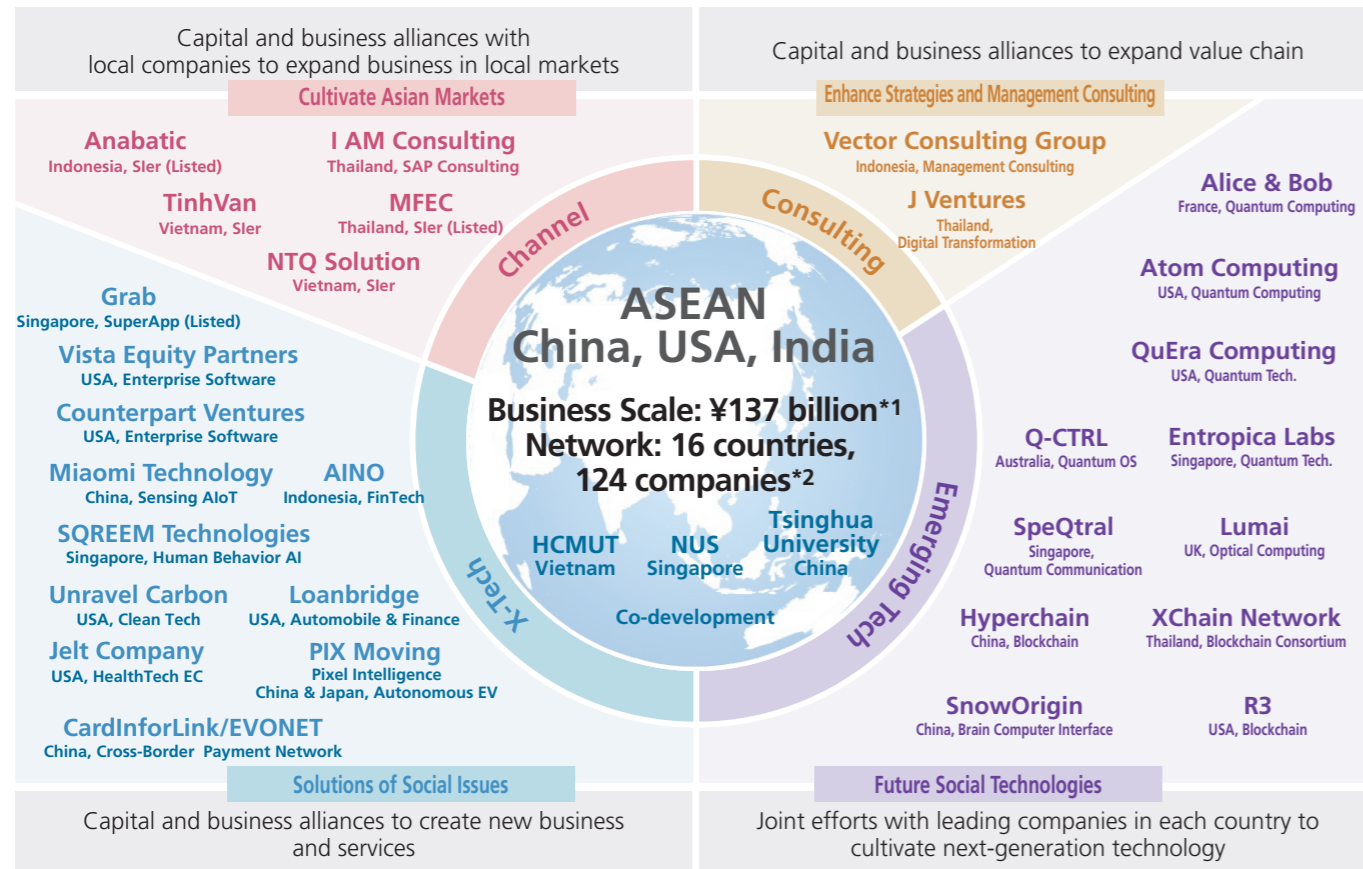 Capital and business alliances with
local companies to expand business in local markets
Cultivate Asian Markets
Anabatic
Indonesia, SIer (Listed)
I AM Consulting
Thailand, SAP Consulting
TinhVan
Vietnam, SIer
MFEC
Thailand, SIer (Listed)
NTQ Solution
Vietnam, SIer
Channel
Capital and business alliances to expand value chain
Enhance Strategies and Management Consulting
Vector Consulting Group
Indonesia, Management Consulting
J Ventures
Thailand,
Digital Transformation
Consulting
ASEAN
China, USA, India
Business Scale: ¥137 billion*1
Network: 16 countries,
124 companies*2
HCMUT
Vietnam
NUS
Singapore
Tsinghua
University
China
Co-development
Grab
Singapore, SuperApp (Listed)
Vista Equity Partners
USA, Enterprise Software
Counterpart Ventures
USA, Enterprise Software
Miaomi Technology
China, Sensing AIoT
AINO
Indonesia, FinTech
SQREEM Technologies
Singapore, Human Behavior AI
Unravel Carbon
USA, Clean Tech
Loanbridge
USA, Automobile & Finance
Jelt Company
USA, HealthTech EC
PIX Moving
Pixel Intelligence
China & Japan, Autonomous EV
CardInforLink/EVONET
China, Cross-Border Payment Network
X-Tech
Solutions of Social Issues
Capital and business alliances to create new business
and services
Alice & Bob
France, Quantum Computing
Atom Computing
USA, Quantum Computing
QuEra Computing
USA, Quantum Tech.
Q-CTRL
Australia, Quantum OS
Entropica Labs
Singapore, Quantum Tech.
SpeQtral
Singapore,
Quantum Communication
Lumai
UK, Optical Computing
Hyperchain
China, Blockchain
XChain Network
Thailand, Blockchain Consortium
SnowOrigin
China, Brain Computer Interface
R3
USA, Blockchain
Emerging Tech
Future Social Technologies
Joint efforts with leading companies in each country to
cultivate next-generation technology